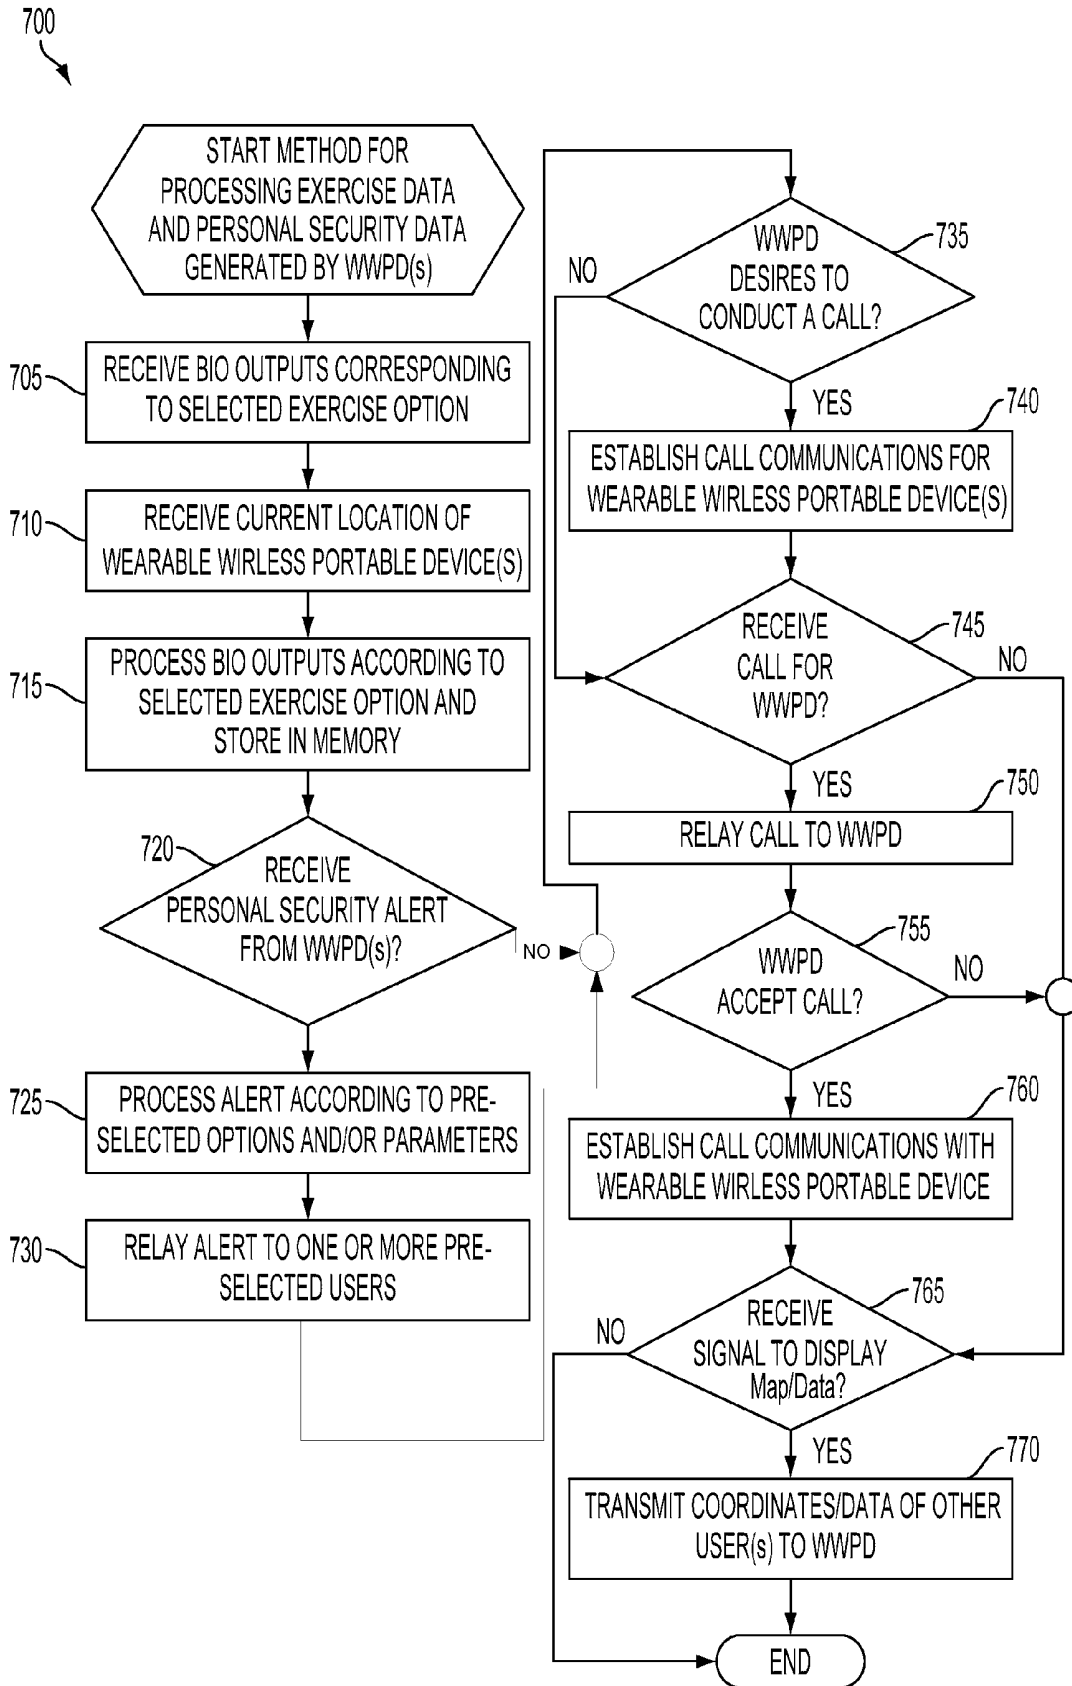 700
START METHOD FOR
PROCESSING EXERCISE DATA
AND PERSONAL SECURITY DATA
GENERATED BY WWPD(s)
705
RECEIVE BIO OUTPUTS CORRESPONDING
TO SELECTED EXERCISE OPTION
710
RECEIVE CURRENT LOCATION OF
WEARABLE WIRLESS PORTABLE DEVICE(S)
715
PROCESS BIO OUTPUTS ACCORDING TO
SELECTED EXERCISE OPTION AND
STORE IN MEMORY
720
RECEIVE
PERSONAL SECURITY ALERT
FROM WWPD(s)?
NO
725
PROCESS ALERT ACCORDING TO PRE-
SELECTED OPTIONS AND/OR PARAMETERS
730
RELAY ALERT TO ONE OR MORE PRE-
SELECTED USERS
735
WWPD
DESIRES TO
CONDUCT A CALL?
NO
YES
740
ESTABLISH CALL COMMUNICATIONS FOR
WEARABLE WIRLESS PORTABLE DEVICE(S)
745
RECEIVE
CALL FOR
WWPD?
NO
YES
750
RELAY CALL TO WWPD
755
WWPD
ACCEPT CALL?
NO
YES
760
ESTABLISH CALL COMMUNICATIONS WITH
WEARABLE WIRLESS PORTABLE DEVICE
765
RECEIVE
SIGNAL TO DISPLAY
Map/Data?
NO
YES
770
TRANSMIT COORDINATES/DATA OF OTHER
USER(s) TO WWPD
END